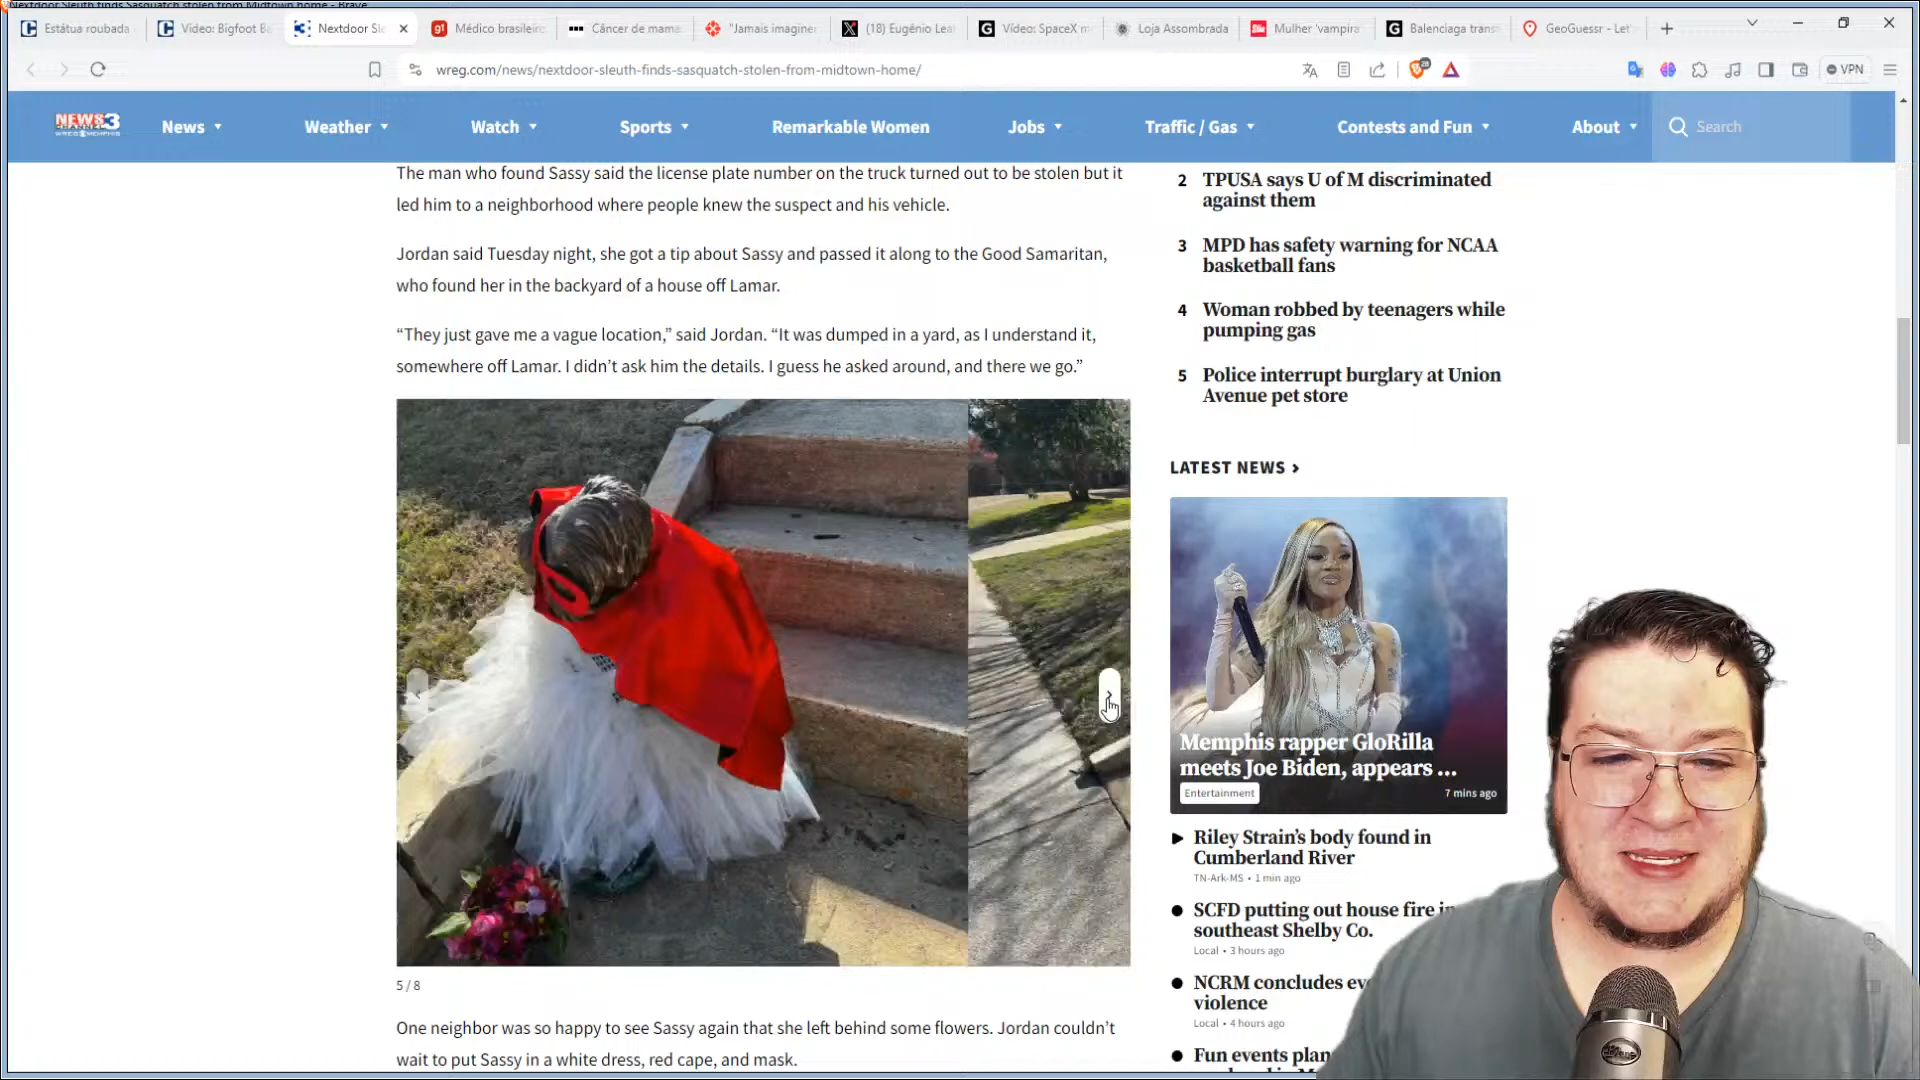 Nextdoor Sleuth finds Sasquatch stolen from Midtown home - Brave
Estátua roubada
Vídeo: Bigfoot Ba
Nextdoor Sle
Médico brasileiro
Câncer de mama:
"Jamais imagine
(18) Eugênio Leal
Vídeo: SpaceX m
Loja Assombrada
Mulher 'vampira
Balenciaga trans
GeoGuessr - Let'
wreg.com/news/nextdoor-sleuth-finds-sasquatch-stolen-from-midtown-home/
VPN
NEWS 3
CHANNEL
WREG MEMPHIS
News
Weather
Watch
Sports
Remarkable Women
Jobs
Traffic / Gas
Contests and Fun
About
Search
The man who found Sassy said the license plate number on the truck turned out to be stolen but it
led him to a neighborhood where people knew the suspect and his vehicle.
Jordan said Tuesday night, she got a tip about Sassy and passed it along to the Good Samaritan,
who found her in the backyard of a house off Lamar.
“They just gave me a vague location,” said Jordan. “It was dumped in a yard, as I understand it,
somewhere off Lamar. I didn’t ask him the details. I guess he asked around, and there we go.”
5 / 8
One neighbor was so happy to see Sassy again that she left behind some flowers. Jordan couldn’t
wait to put Sassy in a white dress, red cape, and mask.
2 TPUSA says U of M discriminated
against them
3 MPD has safety warning for NCAA
basketball fans
4 Woman robbed by teenagers while
pumping gas
5 Police interrupt burglary at Union
Avenue pet store
LATEST NEWS
Memphis rapper GloRilla
meets Joe Biden, appears ...
Entertainment
7 mins ago
Riley Strain’s body found in
Cumberland River
TN-Ark-MS • 1 min ago
SCFD putting out house fire in
southeast Shelby Co.
Local • 3 hours ago
NCRM concludes ev
violence
Local • 4 hours ago
Fun events plan